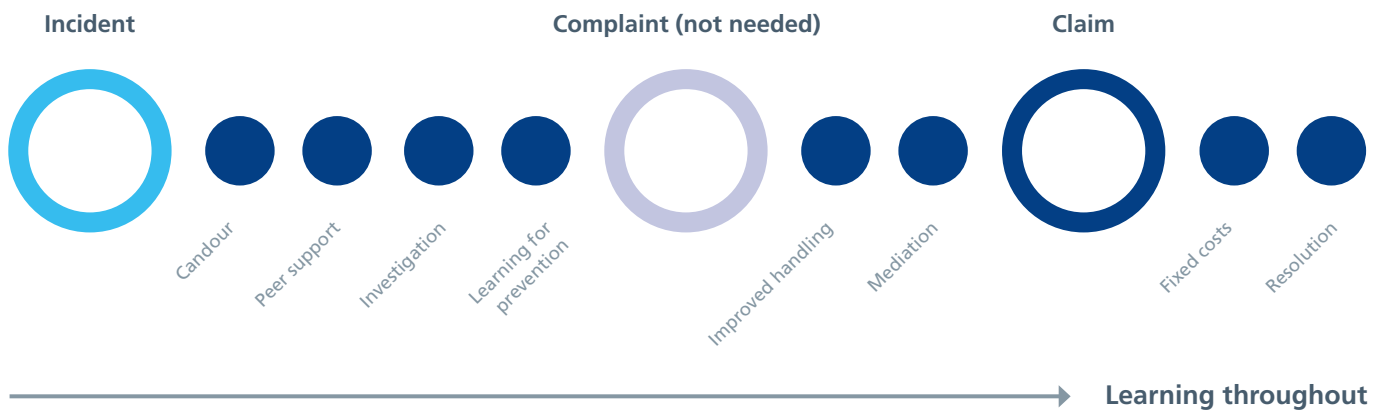 Incident
Complaint (not needed)
Claim
Candour
Peer support
Investigation
Learning for
prevention
Improved handling
Mediation
Fixed costs
Resolution
Learning throughout